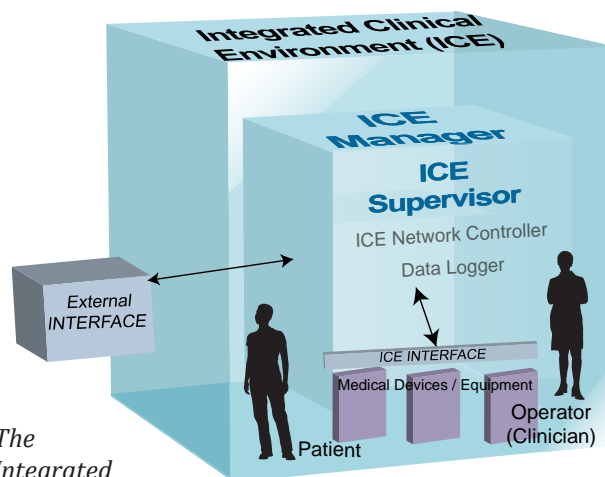 Integrated Clinical
Environment (ICE)
ICE
Manager
ICE
Supervisor
ICE Network Controller
Data Logger
External
INTERFACE
ICE INTERFACE
Medical Devices / Equipment
Patient
Operator
(Clinician)
The
Integrated